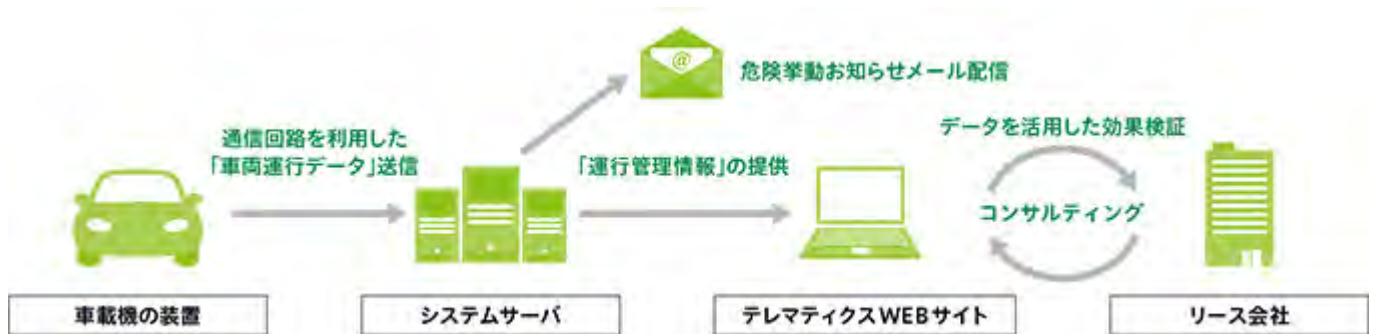 @
危険挙動お知らせメール配信
通信回路を利用した
「車両運行データ」送信
「運行管理情報」の提供
データを活用した効果検証
コンサルティング
車載機の装置
システムサーバ
テレマティクスWEBサイト
リース会社